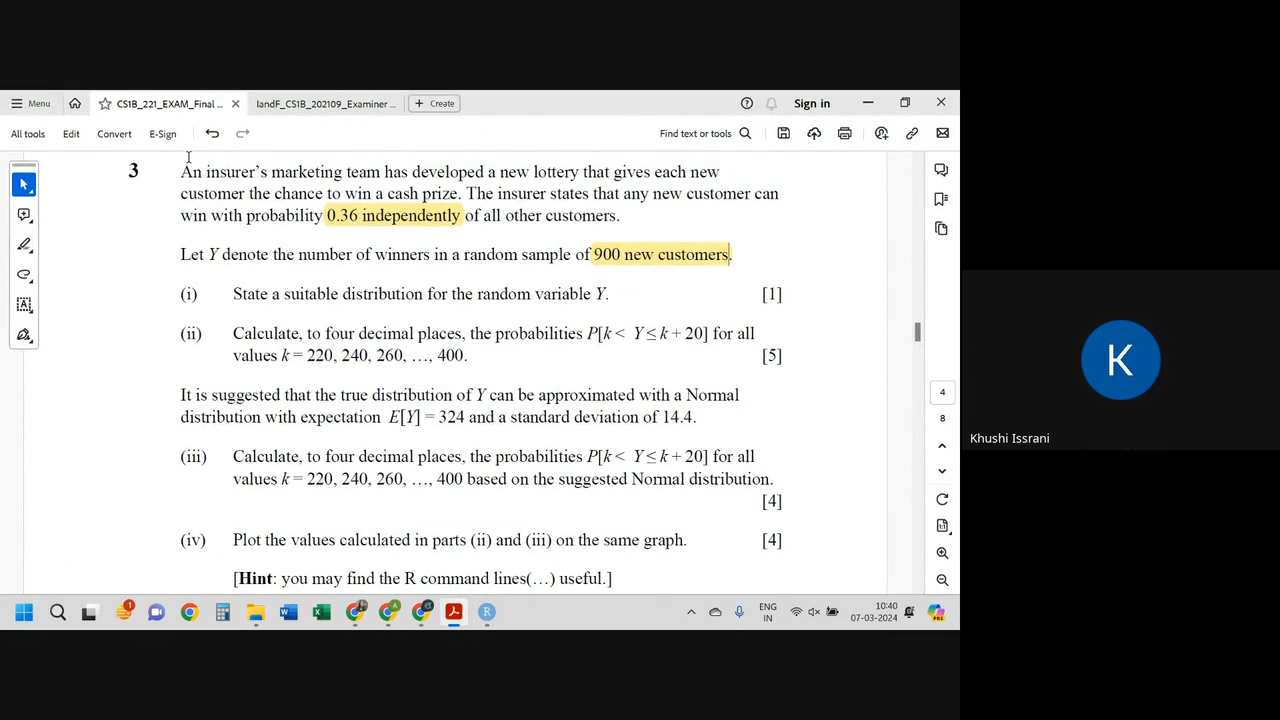 Menu
CS1B_221_EXAM_Final ...
IandF_CS1B_202109_Examiner ...
Create
Sign in
All tools
Edit
Convert
E-Sign
Find text or tools
3 An insurer's marketing team has developed a new lottery that gives each new
customer the chance to win a cash prize. The insurer states that any new customer can
win with probability 0.36 independently of all other customers.
Let Y denote the number of winners in a random sample of 900 new customers.
(i) State a suitable distribution for the random variable Y. [1]
(ii) Calculate, to four decimal places, the probabilities P[k < Y ≤ k + 20] for all
values k = 220, 240, 260, …, 400. [5]
It is suggested that the true distribution of Y can be approximated with a Normal
distribution with expectation E[Y] = 324 and a standard deviation of 14.4.
(iii) Calculate, to four decimal places, the probabilities P[k < Y ≤ k + 20] for all
values k = 220, 240, 260, …, 400 based on the suggested Normal distribution.
[4]
(iv) Plot the values calculated in parts (ii) and (iii) on the same graph. [4]
[Hint: you may find the R command lines(…) useful.]
4
8
K
Khushi Issrani
ENG
IN
10:40
07-03-2024